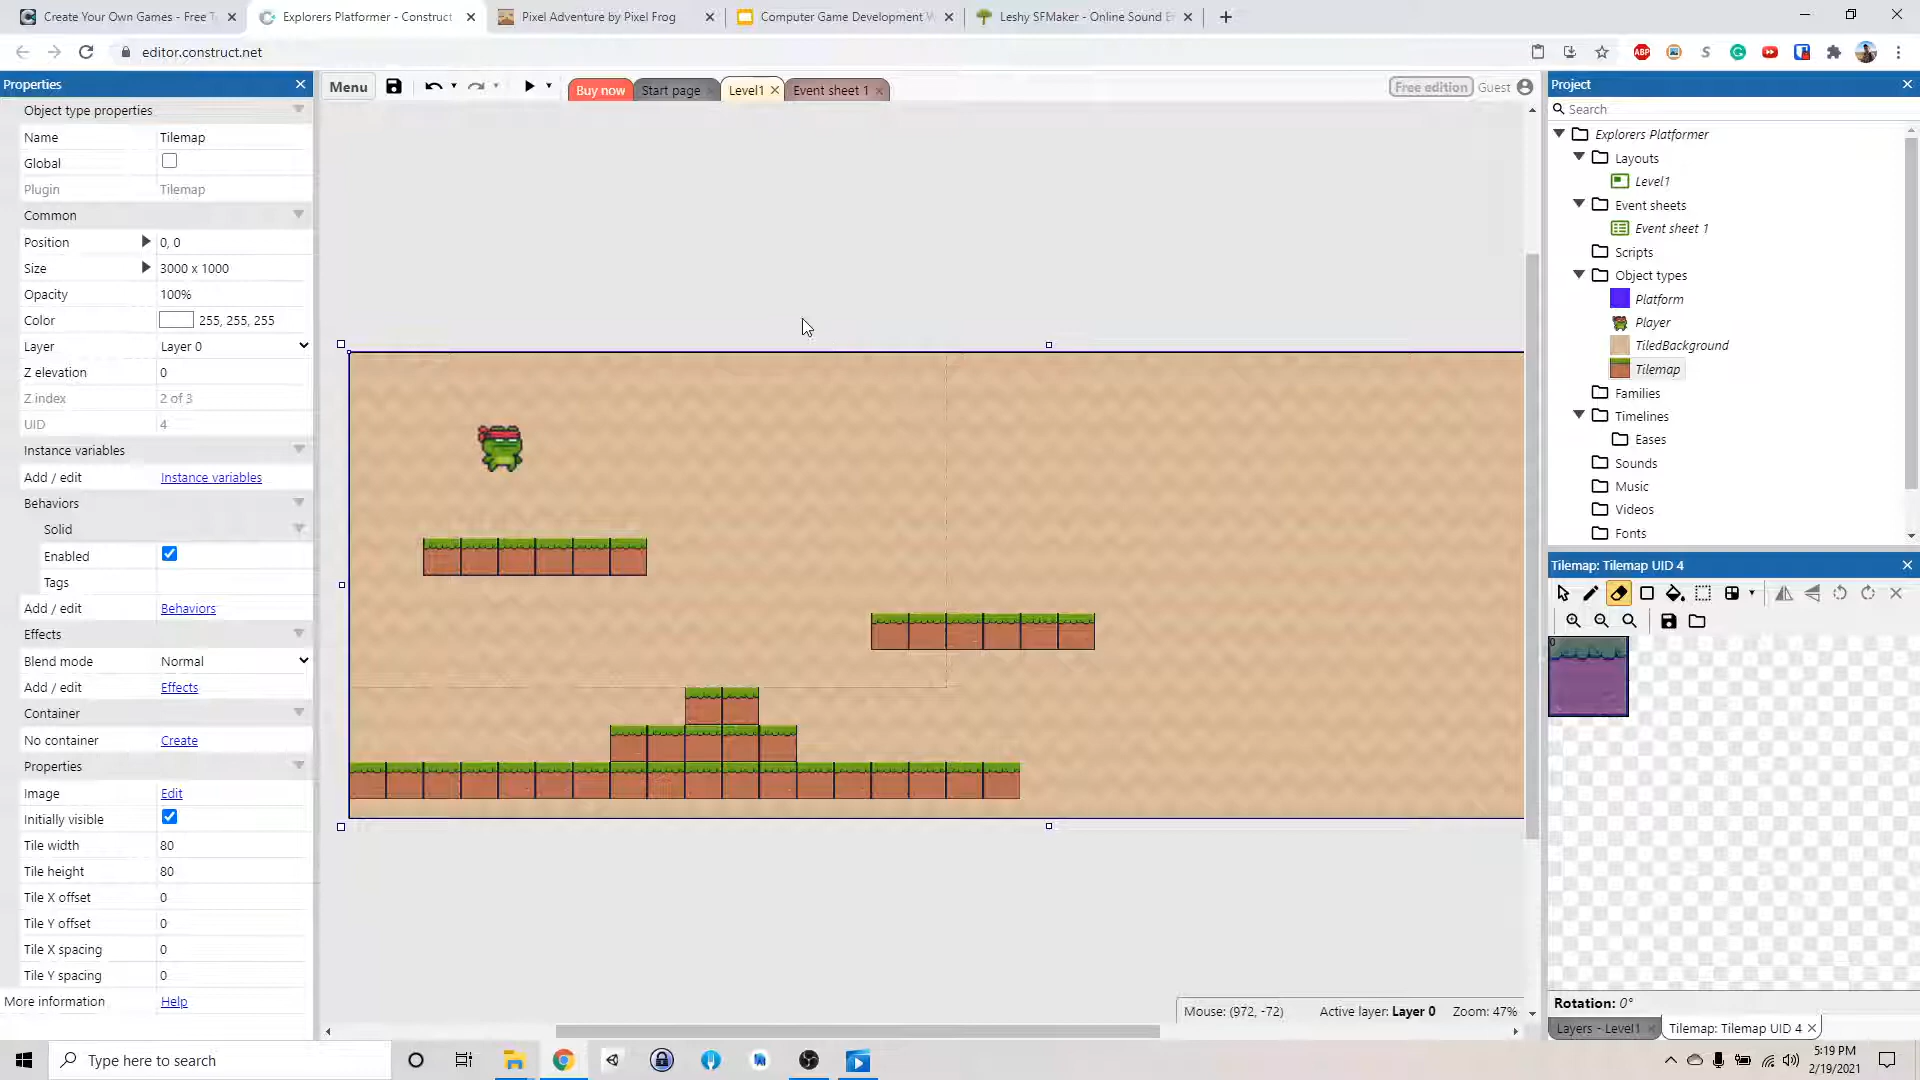 Create Your Own Games - Free T
Explorers Platformer - Construct
Pixel Adventure by Pixel Frog
Computer Game Development
Leshy SFMaker - Online Sound E
editor.construct.net
ABP
Properties
Object type properties
Name Tilemap
Global
Plugin Tilemap
Common
Position 0, 0
Size 3000 x 1000
Opacity 100%
Color 255, 255, 255
Layer Layer 0
Z elevation 0
Z index 2 of 3
UID 4
Instance variables
Add / edit Instance variables
Behaviors
Solid
Enabled
Tags
Add / edit Behaviors
Effects
Blend mode Normal
Add / edit Effects
Container
No container Create
Properties
Image Edit
Initially visible
Tile width 80
Tile height 80
Tile X offset 0
Tile Y offset 0
Tile X spacing 0
Tile Y spacing 0
More information Help
Menu
Buy now
Start page
Level1
Event sheet 1
Free edition
Guest
Mouse: (972, -72)
Active layer: Layer 0
Zoom: 47%
Project
Search
Explorers Platformer
Layouts
Level1
Event sheets
Event sheet 1
Scripts
Object types
Platform
Player
TiledBackground
Tilemap
Families
Timelines
Eases
Sounds
Music
Videos
Fonts
Tilemap: Tilemap UID 4
0
Rotation: 0°
Layers - Level1
Tilemap: Tilemap UID 4
Type here to search
5:19 PM
2/19/2021